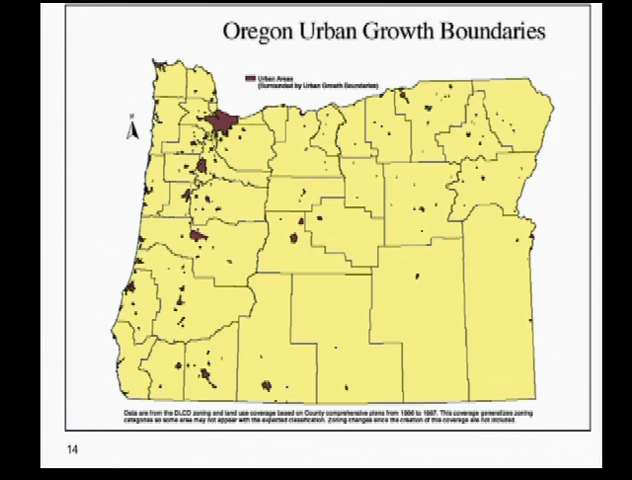 Oregon Urban Growth Boundaries
Urban Areas
(Surrounded by Urban Growth Boundaries)
N
Data are from the DLCD zoning and land use coverage based on County comprehensive plans from 1986 to 1987. This coverage generalizes zoning
categories so some area may not appear with the expected classification. Zoning changes since the creation of this coverage are not included.
14